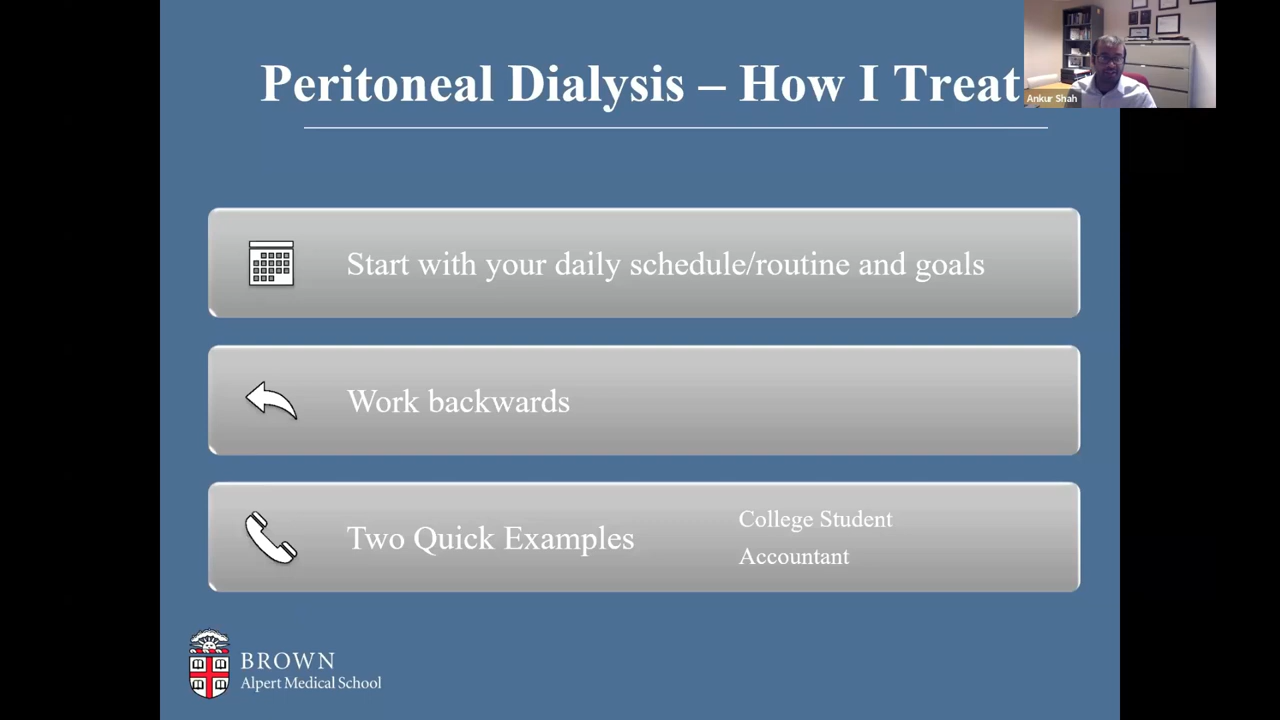 Peritoneal Dialysis – How I Treat
Ankur Shah
Start with your daily schedule/routine and goals
Work backwards
Two Quick Examples
College Student
Accountant
BROWN
Alpert Medical School